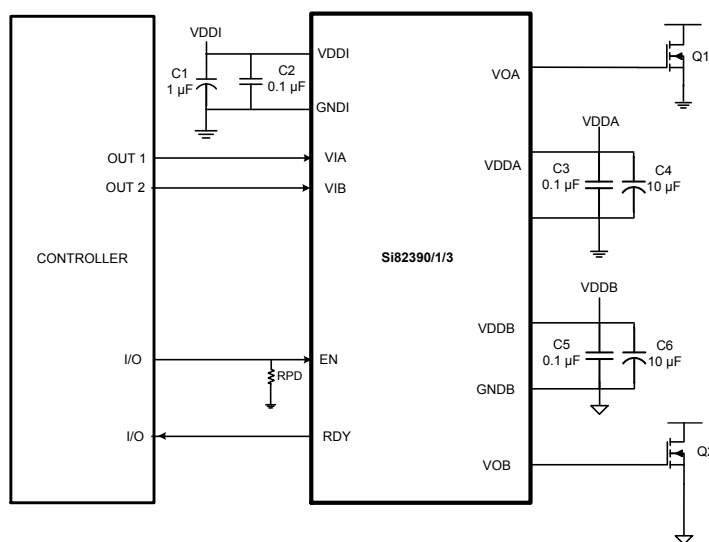 VDDI
C1
1 µF
C2
0.1 µF
VDDI
GNDI
OUT 1
VIA
OUT 2
VIB
CONTROLLER
I/O
EN
RPD
I/O
RDY
Si82390/1/3
VOA
Q1
VDDA
VDDA
C3
0.1 µF
C4
10 µF
VDDB
VDDB
C5
0.1 µF
C6
10 µF
GNDB
VOB
Q2